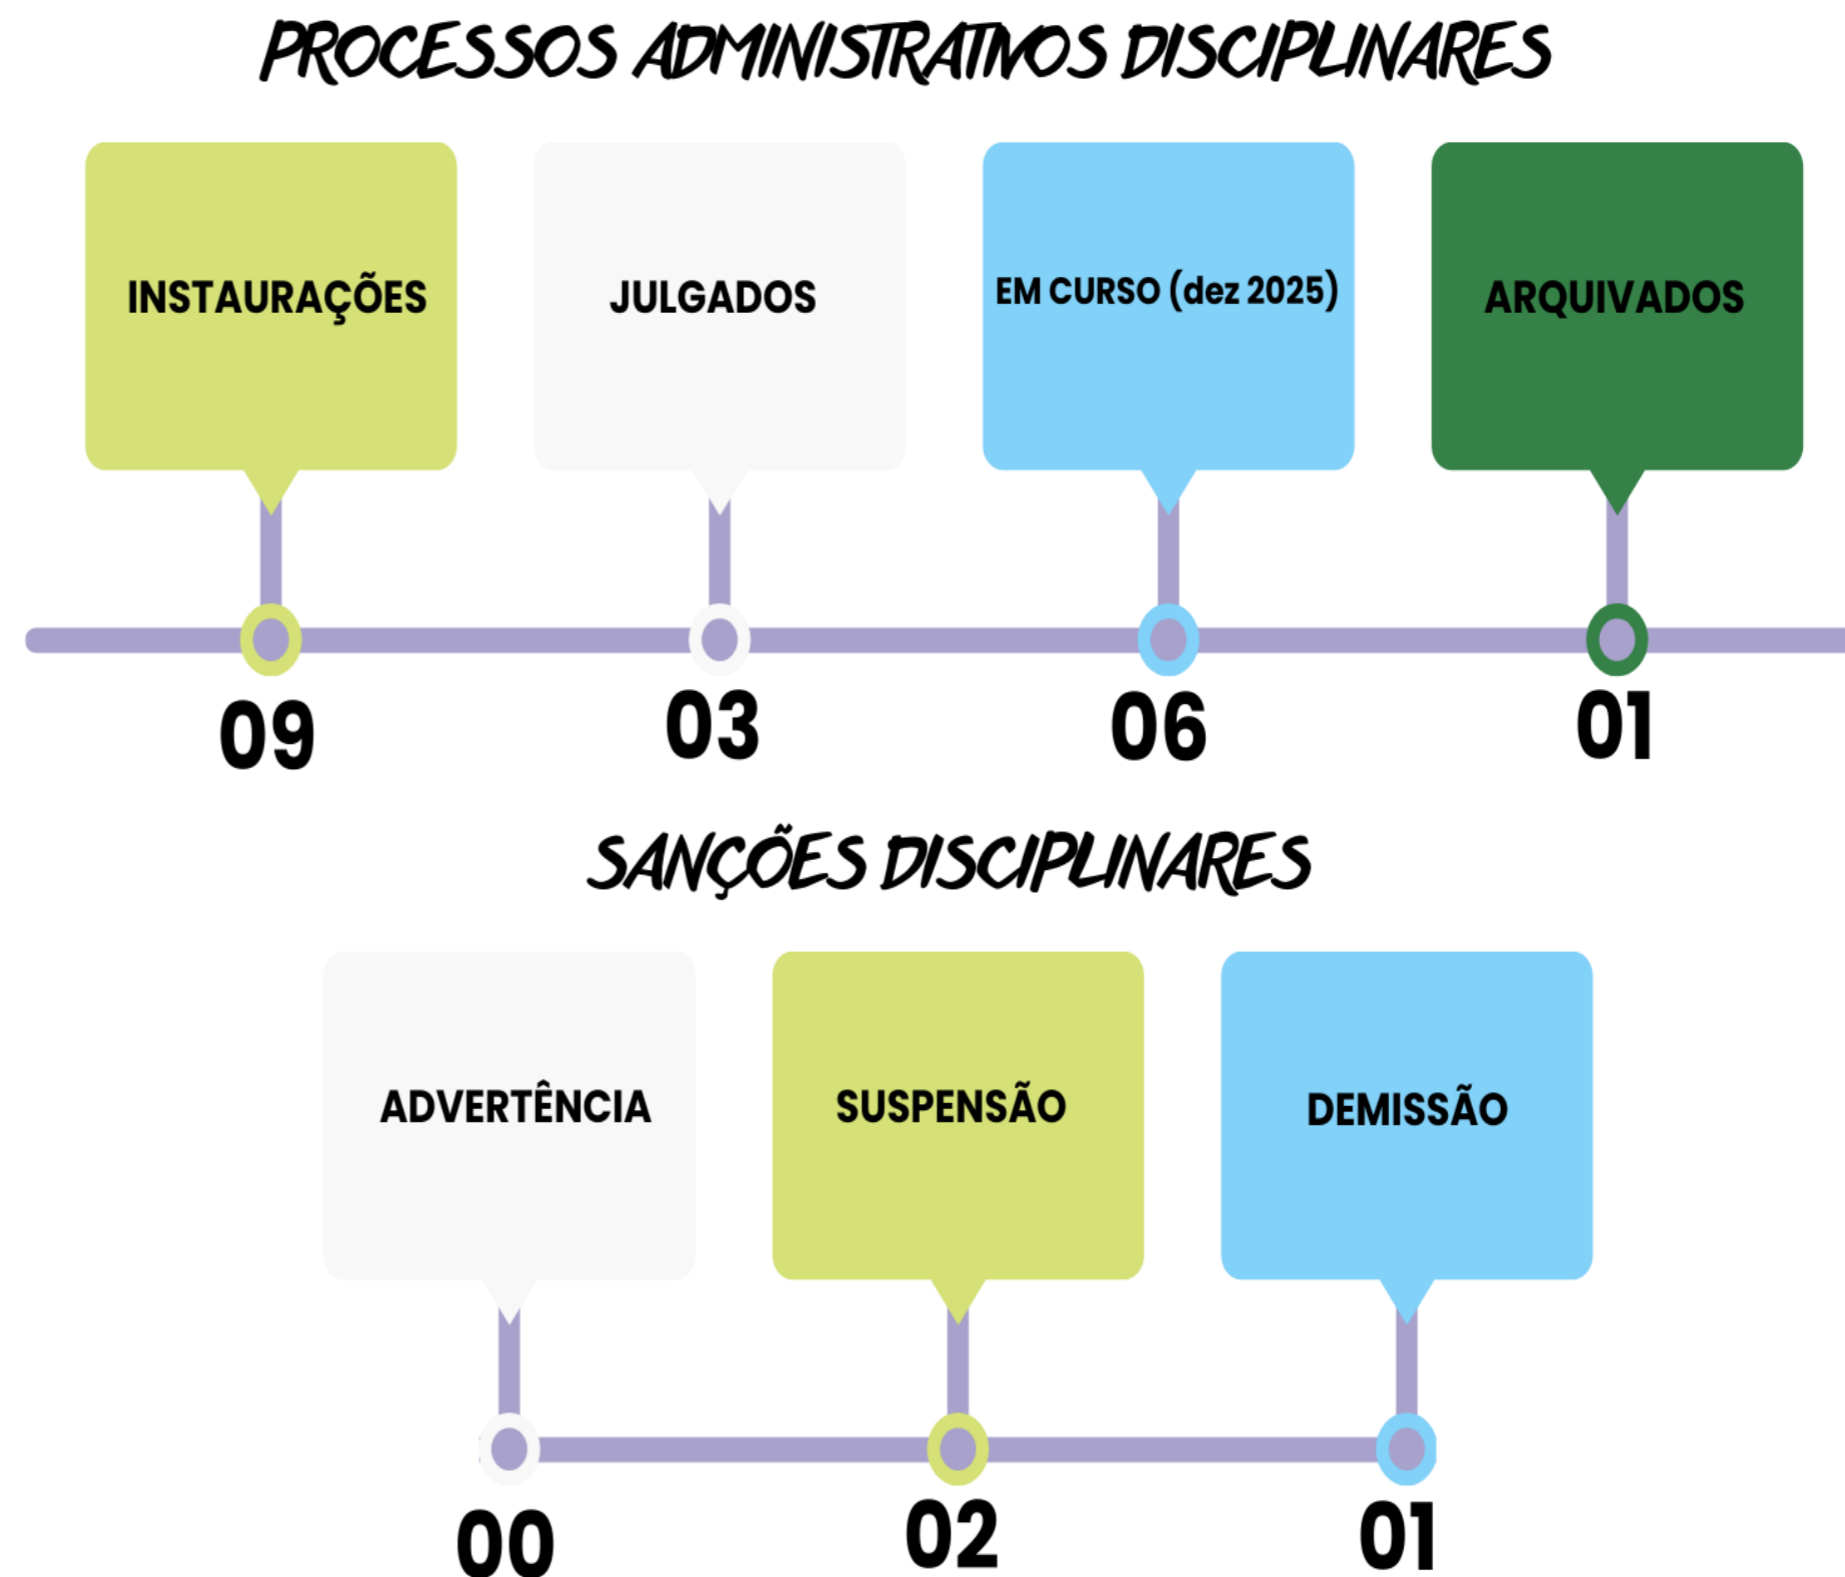 PROCESSOS ADMINISTRATIVOS DISCIPLINARES
INSTAURAÇÕES
JULGADOS
EM CURSO (dez 2025)
ARQUIVADOS
09
03
06
01
SANÇÕES DISCIPLINARES
ADVERTÊNCIA
SUSPENSÃO
DEMISSÃO
00
02
01